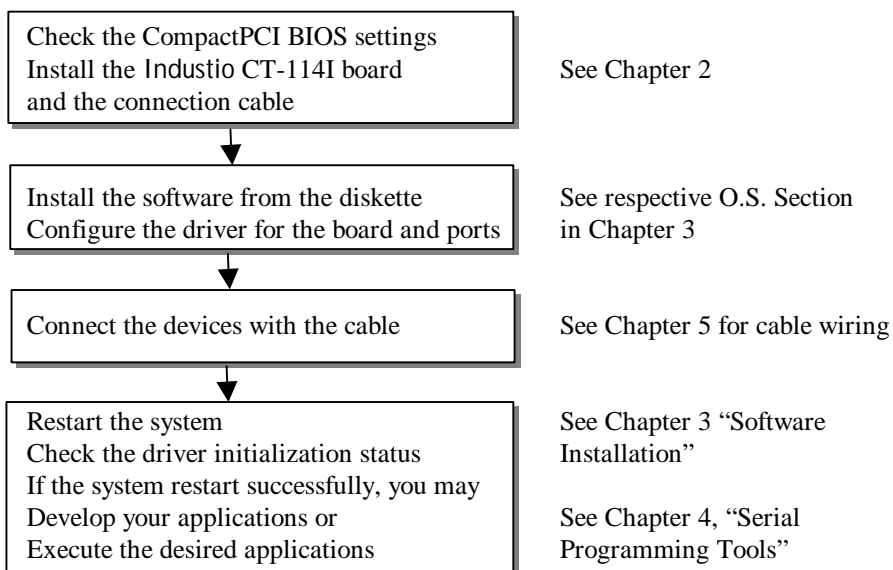 Check the CompactPCI BIOS settings
Install the Industio CT-114I board
and the connection cable
See Chapter 2
Install the software from the diskette
Configure the driver for the board and ports
See respective O.S. Section
in Chapter 3
Connect the devices with the cable
See Chapter 5 for cable wiring
Restart the system
Check the driver initialization status
If the system restart successfully, you may
Develop your applications or
Execute the desired applications
See Chapter 3 “Software
Installation”
See Chapter 4, “Serial
Programming Tools”